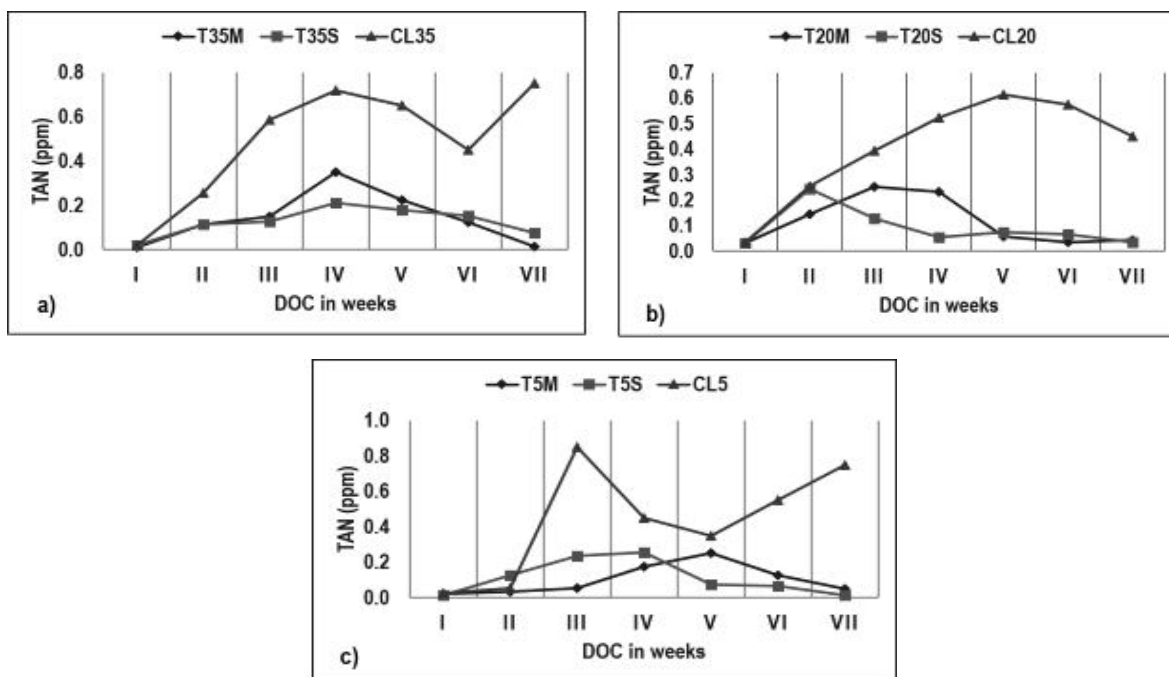 T35M T35S CL35
0.8
0.6
0.4
0.2
0.0
TAN (ppm)
I II III IV V VI VII
DOC in weeks
a)
T20M T20S CL20
0.7
0.6
0.5
0.4
0.3
0.2
0.1
0.0
TAN (ppm)
I II III IV V VI VII
DOC in weeks
b)
T5M T5S CL5
1.0
0.8
0.6
0.4
0.2
0.0
TAN (ppm)
I II III IV V VI VII
DOC in weeks
c)